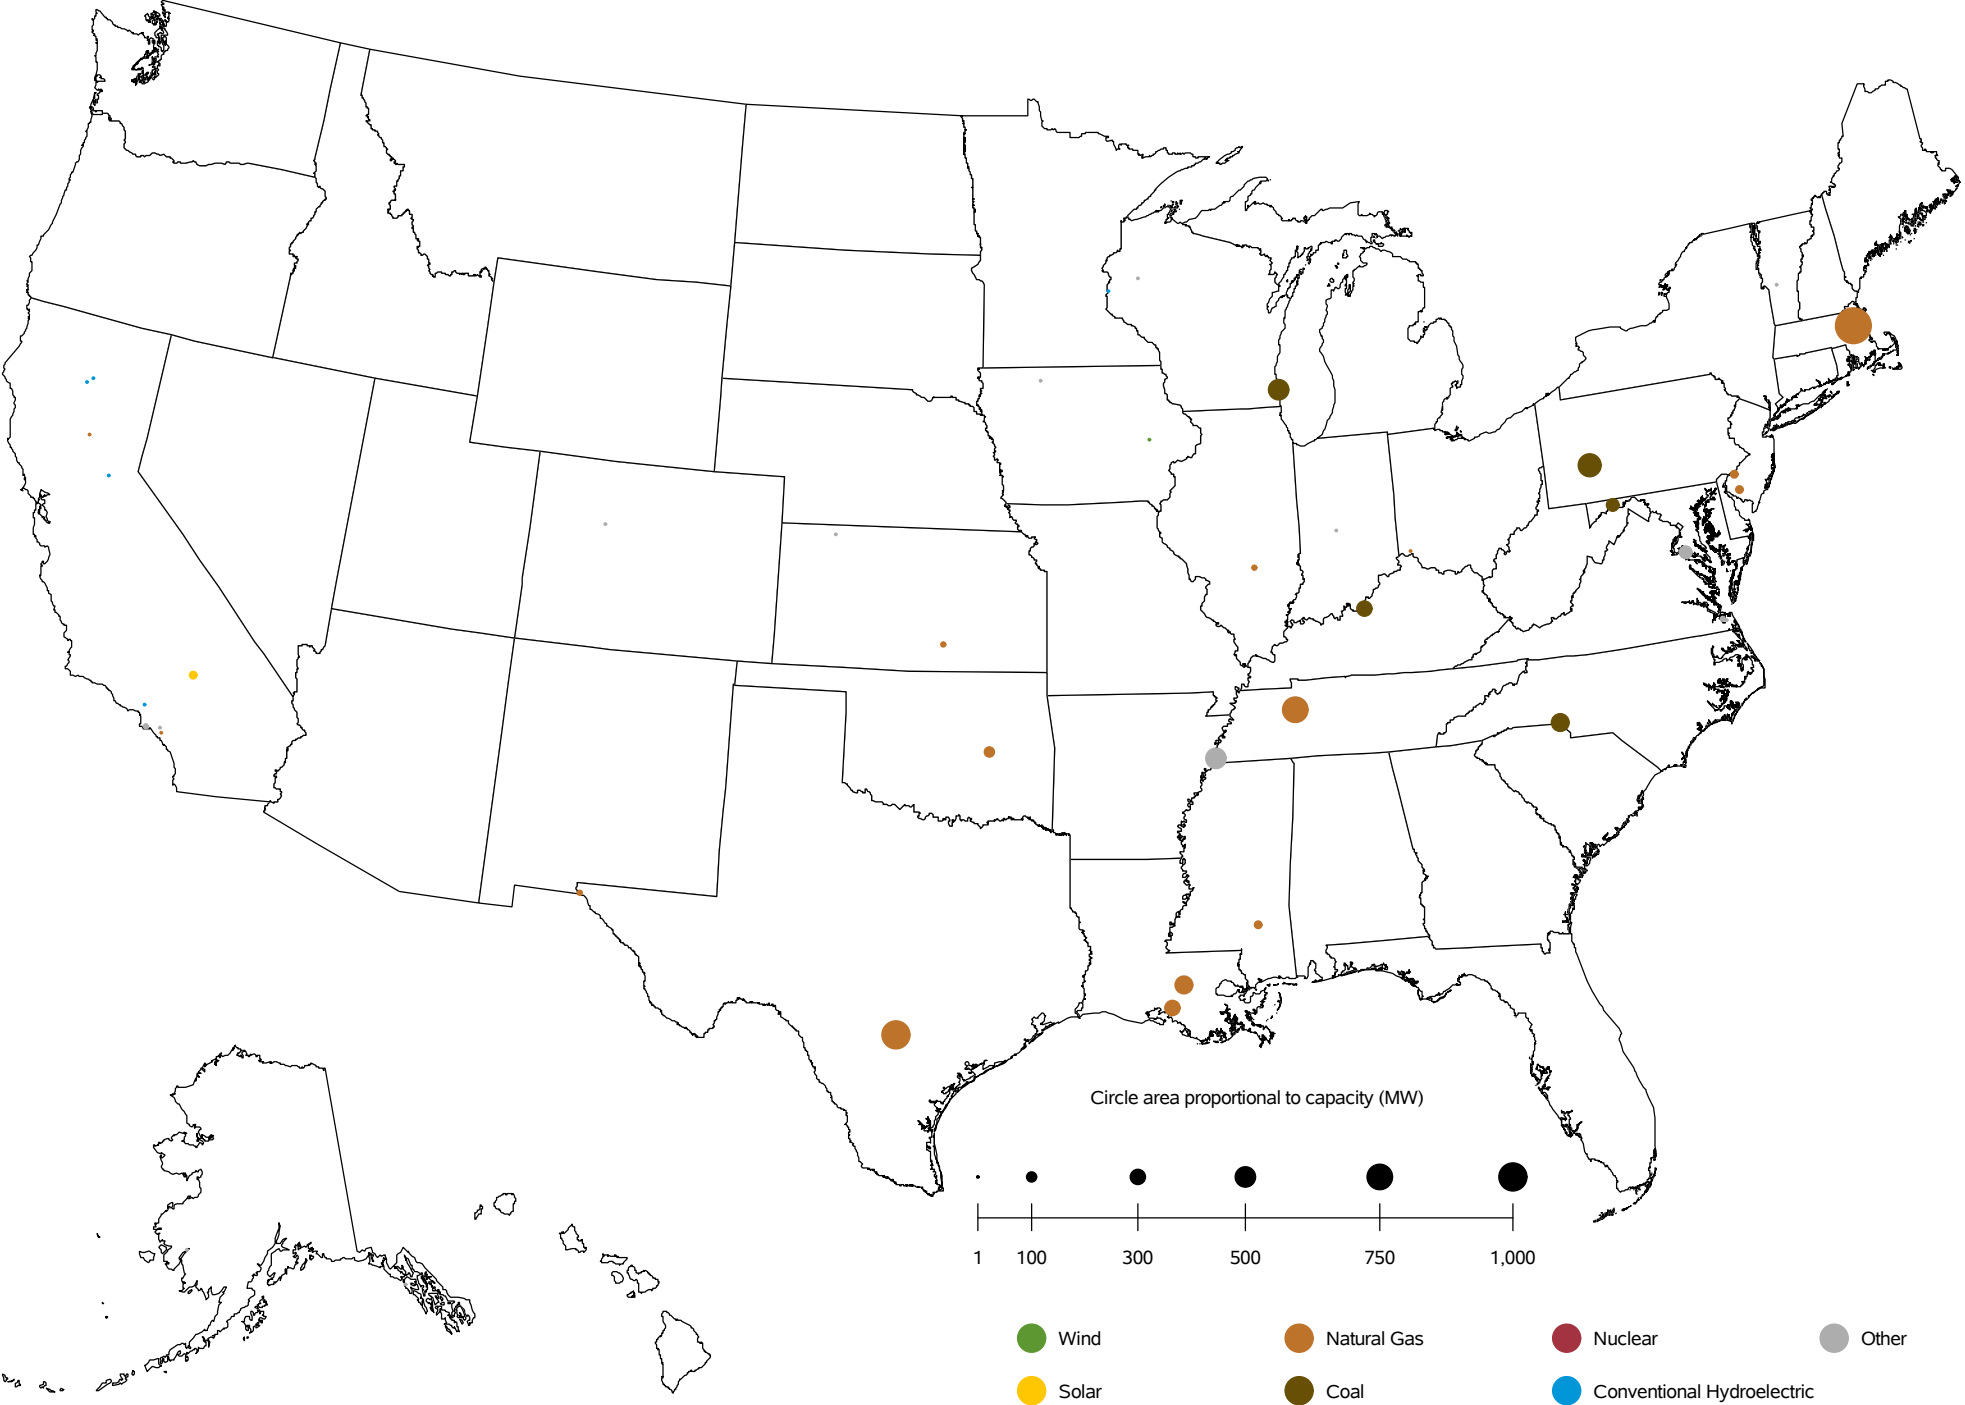 Circle area proportional to capacity (MW)
1 100 300 500 750 1,000
Wind Natural Gas Nuclear Other
Solar Coal Conventional Hydroelectric